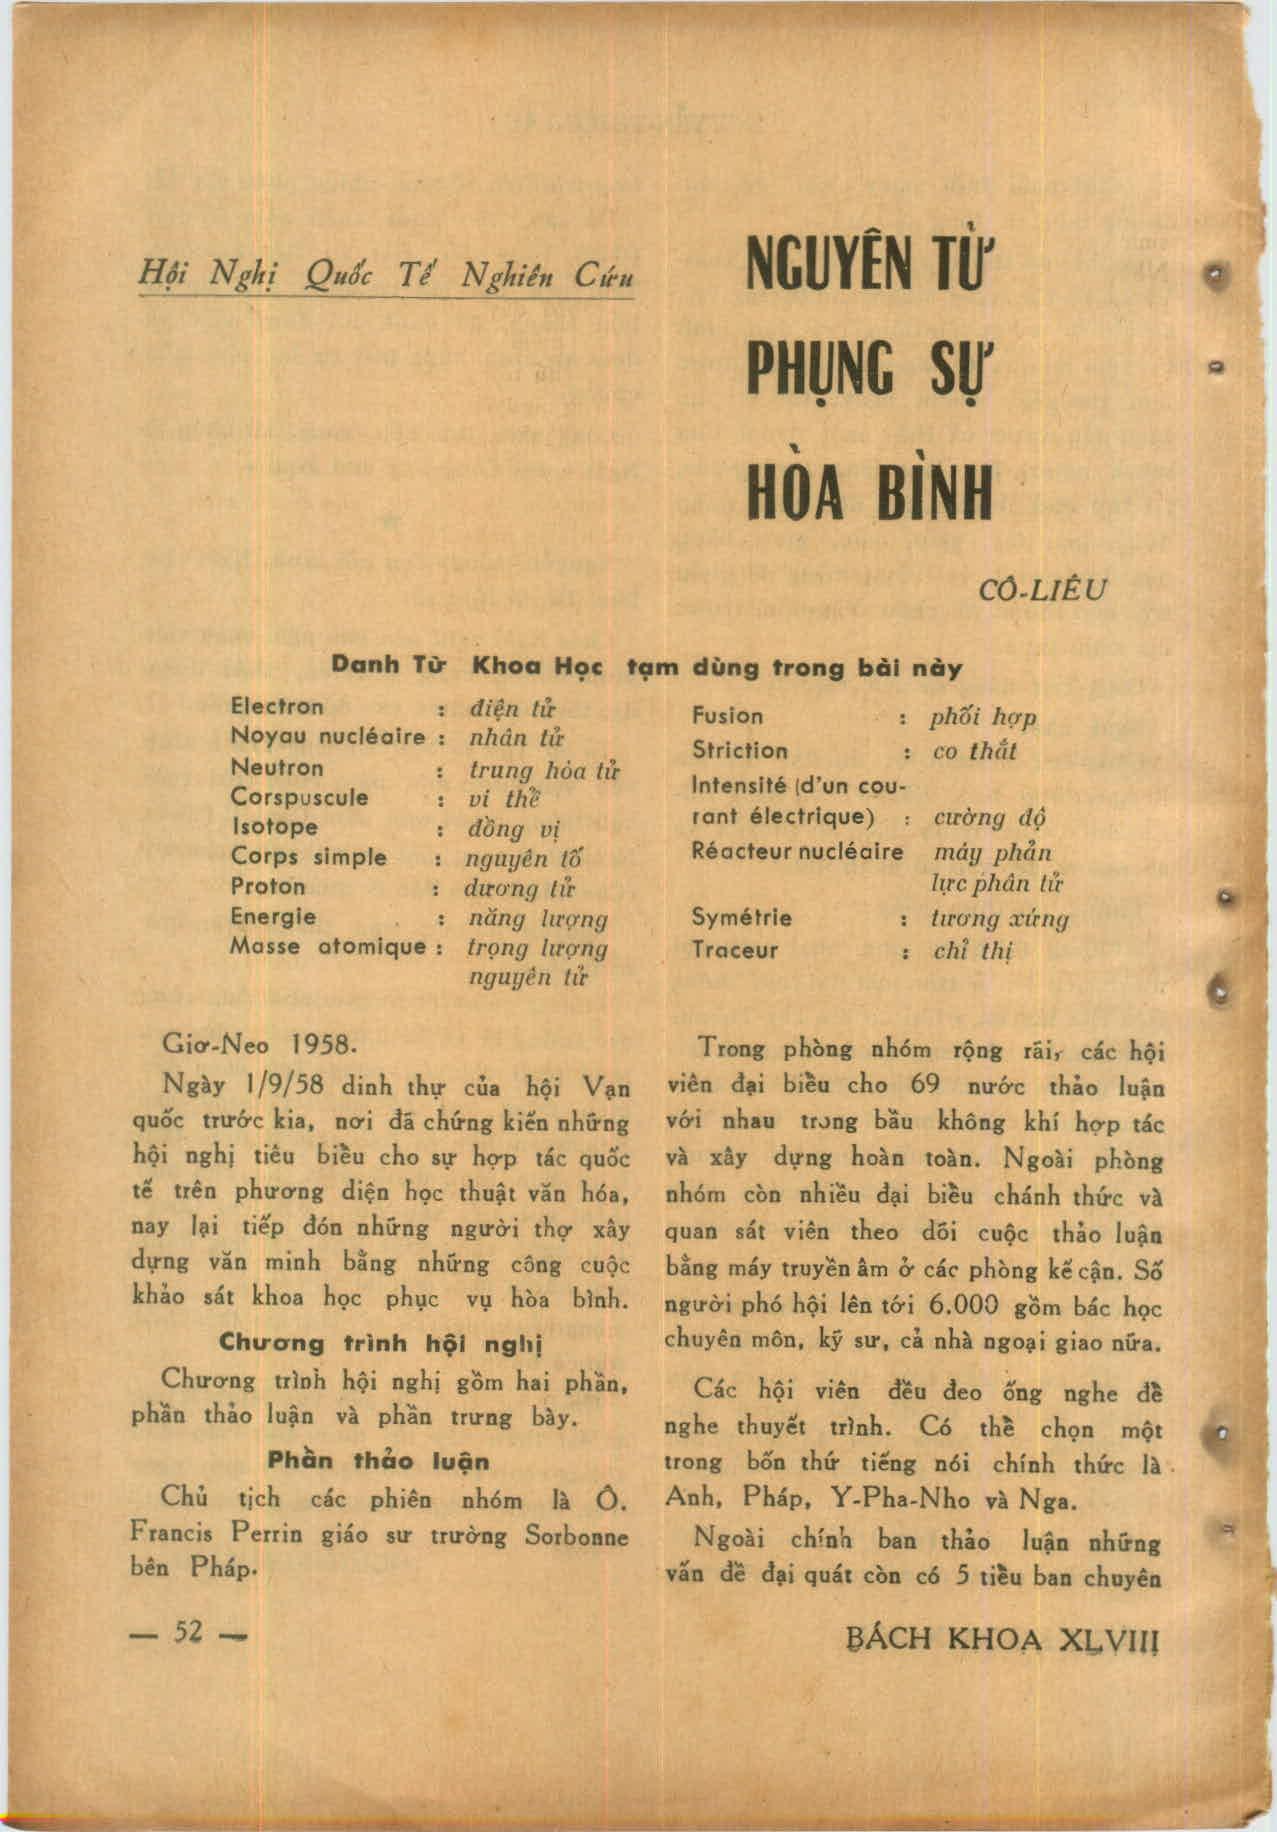 Hội Nghị Quốc Tế Nghiên Cứu
NGUYÊN TỬ
PHỤNG SỰ
HÒA BÌNH
CÔ-LIÊU
Danh Từ Khoa Học tạm dùng trong bài này
Electron : điện tử
Noyau nucléaire : nhân tử
Neutron : trung hòa tử
Corspuscule : vi thể
Isotope : đồng vị
Corps simple : nguyên tố
Proton : dương tử
Energie : năng lượng
Masse atomique : trọng lượng
nguyên tử
Fusion : phối hợp
Striction : co thắt
Intensité (d'un cou-
rant électrique) : cường độ
Réacteur nucléaire máy phản
lực phân tử
Symétrie : tương xứng
Traceur : chỉ thị
Giơ-Neo 1958.
Ngày 1/9/58 dinh thự của hội Vạn
quốc trước kia, nơi đã chứng kiến những
hội nghị tiêu biểu cho sự hợp tác quốc
tế trên phương diện học thuật văn hóa,
nay lại tiếp đón những người thợ xây
dựng văn minh bằng những công cuộc
khảo sát khoa học phục vụ hòa bình.
Chương trình hội nghị
Chương trình hội nghị gồm hai phần,
phần thảo luận và phần trưng bày.
Phần thảo luận
Chủ tịch các phiên nhóm là Ô.
Francis Perrin giáo sư trường Sorbonne
bên Pháp.
Trong phòng nhóm rộng rãi, các hội
viên đại biểu cho 69 nước thảo luận
với nhau trong bầu không khí hợp tác
và xây dựng hoàn toàn. Ngoài phòng
nhóm còn nhiều đại biểu chánh thức và
quan sát viên theo dõi cuộc thảo luận
bằng máy truyền âm ở các phòng kế cận. Số
người phó hội lên tới 6.000 gồm bác học
chuyên môn, kỹ sư, cả nhà ngoại giao nữa.
Các hội viên đều đeo ống nghe để
nghe thuyết trình. Có thể chọn một
trong bốn thứ tiếng nói chính thức là
Anh, Pháp, Y-Pha-Nho và Nga.
Ngoài chính ban thảo luận những
vấn đề đại quát còn có 5 tiểu ban chuyên
— 52 —
BÁCH KHOA XLVIII